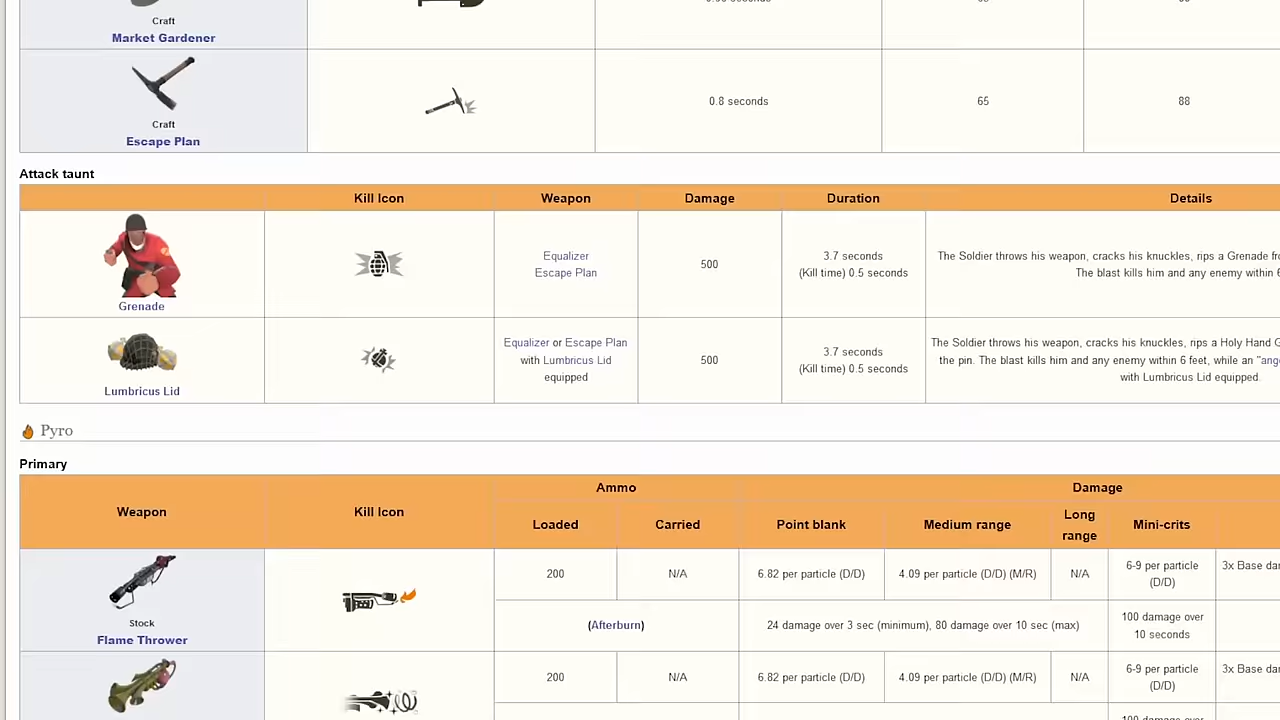 Craft
Market Gardener
Craft
Escape Plan
0.8 seconds
65
88
Attack taunt
Kill Icon
Weapon
Damage
Duration
Details
Grenade
Equalizer
Escape Plan
500
3.7 seconds
(Kill time) 0.5 seconds
The Soldier throws his weapon, cracks his knuckles, rips a Grenade
The blast kills him and any enemy within
Lumbricus Lid
Equalizer or Escape Plan
with Lumbricus Lid
equipped
500
3.7 seconds
(Kill time) 0.5 seconds
The Soldier throws his weapon, cracks his knuckles, rips a Holy Hand
the pin. The blast kills him and any enemy within 6 feet, while an
with Lumbricus Lid equipped.
Pyro
Primary
Weapon
Kill Icon
Ammo
Damage
Loaded
Carried
Point blank
Medium range
Long
range
Mini-crits
Stock
Flame Thrower
200
N/A
6.82 per particle (D/D)
4.09 per particle (D/D) (M/R)
N/A
6-9 per particle
(D/D)
3x Base
(Afterburn)
24 damage over 3 sec (minimum), 80 damage over 10 sec (max)
100 damage over
10 seconds
200
N/A
6.82 per particle (D/D)
4.09 per particle (D/D) (M/R)
N/A
6-9 per particle
(D/D)
3x Base
100 damage over